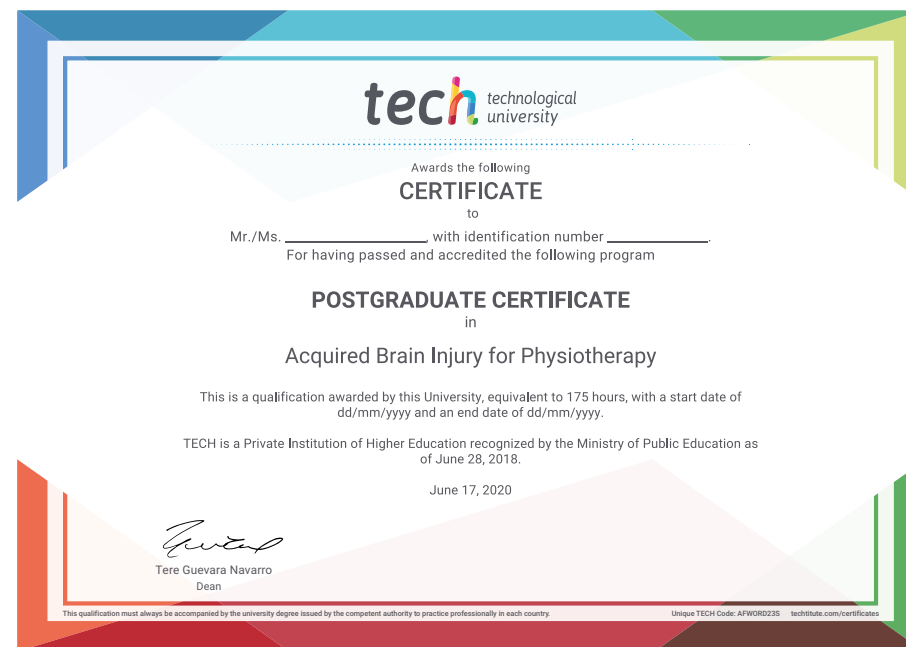 tech technological
university
Awards the following
CERTIFICATE
to
Mr./Ms. ____________________, with identification number ______________.
For having passed and accredited the following program
POSTGRADUATE CERTIFICATE
in
Acquired Brain Injury for Physiotherapy
This is a qualification awarded by this University, equivalent to 175 hours, with a start date of
dd/mm/yyyy and an end date of dd/mm/yyyy.
TECH is a Private Institution of Higher Education recognized by the Ministry of Public Education as
of June 28, 2018.
June 17, 2020
Tere Guevara Navarro
Dean
This qualification must always be accompanied by the university degree issued by the competent authority to practice professionally in each country.
Unique TECH Code: AFWORD23S techtitute.com/certificates